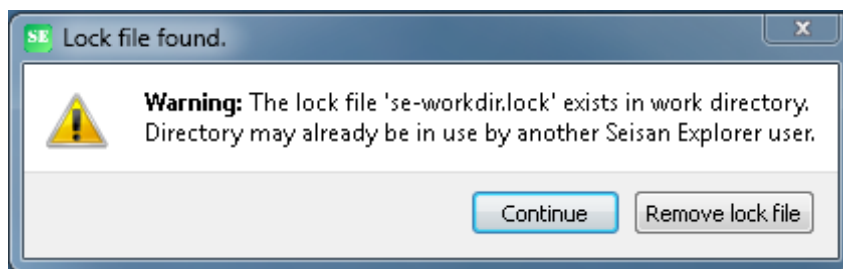 SE Lock file found.
Warning: The lock file 'se-workdir.lock' exists in work directory.
Directory may already be in use by another Seisan Explorer user.
Continue Remove lock file